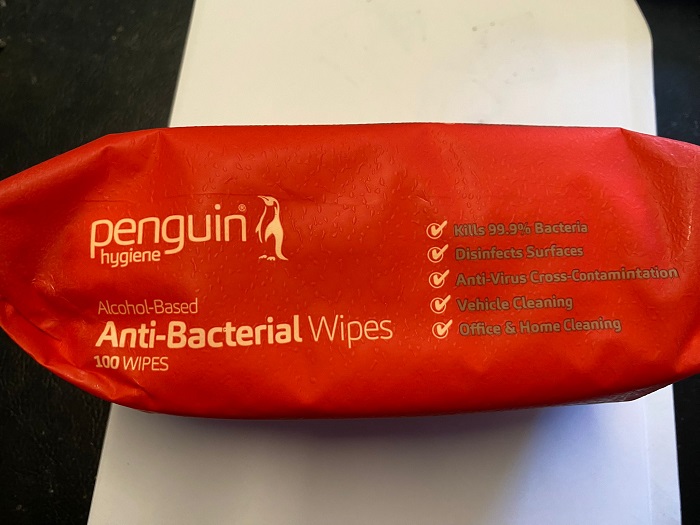 penguin®
hygiene
Alcohol-Based
Anti-Bacterial Wipes
100 WIPES
Kills 99.9% Bacteria
Disinfects Surfaces
Anti-Virus Cross-Contamintation
Vehicle Cleaning
Office & Home Cleaning